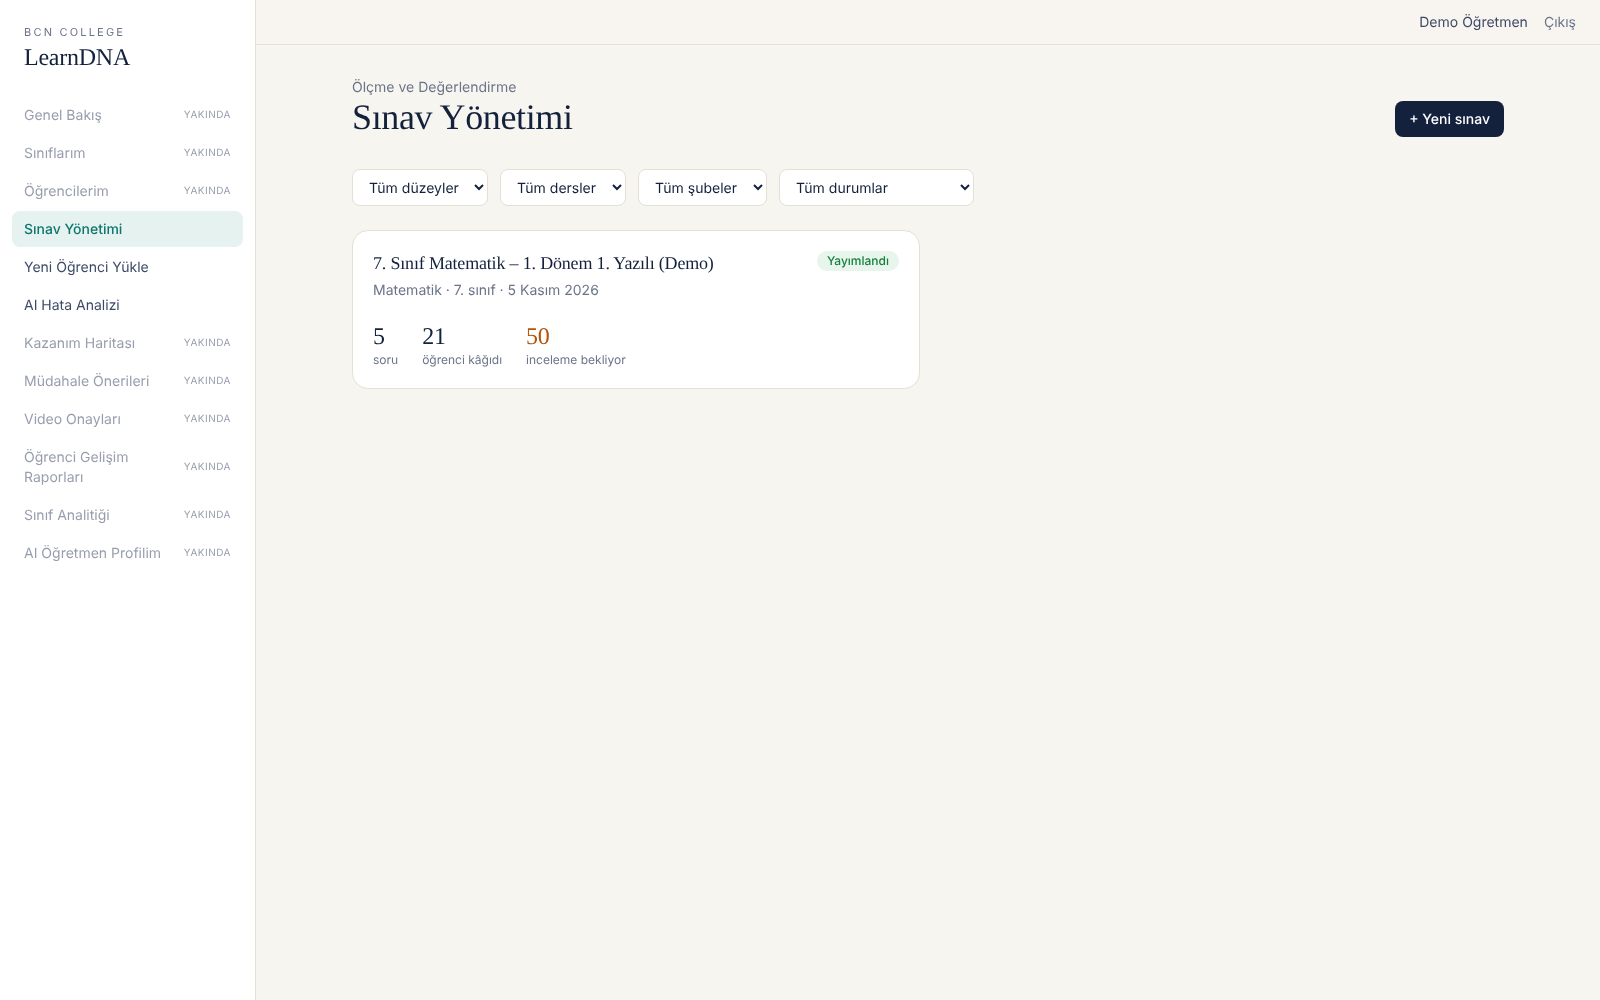 BCN COLLEGE
LearnDNA
Genel Bakış YAKINDA
Sınıflarım YAKINDA
Öğrencilerim YAKINDA
Sınav Yönetimi
Yeni Öğrenci Yükle
AI Hata Analizi
Kazanım Haritası YAKINDA
Müdahale Önerileri YAKINDA
Video Onayları YAKINDA
Öğrenci Gelişim
Raporları YAKINDA
Sınıf Analitiği YAKINDA
AI Öğretmen Profilim YAKINDA
Demo Öğretmen Çıkış
Ölçme ve Değerlendirme
Sınav Yönetimi
+ Yeni sınav
Tüm düzeyler Tüm dersler Tüm şubeler Tüm durumlar
7. Sınıf Matematik – 1. Dönem 1. Yazılı (Demo) Yayımlandı
Matematik · 7. sınıf · 5 Kasım 2026
5 21 50
soru öğrenci kâğıdı inceleme bekliyor